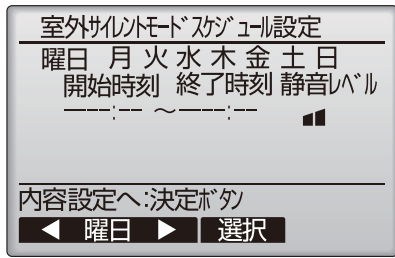 室外ｻｲﾚﾝﾄﾓｰﾄﾞｽｹｼﾞｭｰﾙ設定
曜日 月 火 水 木 金 土 日
開始時刻 終了時刻 静音ﾚﾍﾞﾙ
−−:−− ～−−:−−
内容設定へ:決定ﾎﾞﾀﾝ
◀ 曜日 ▶ 選択